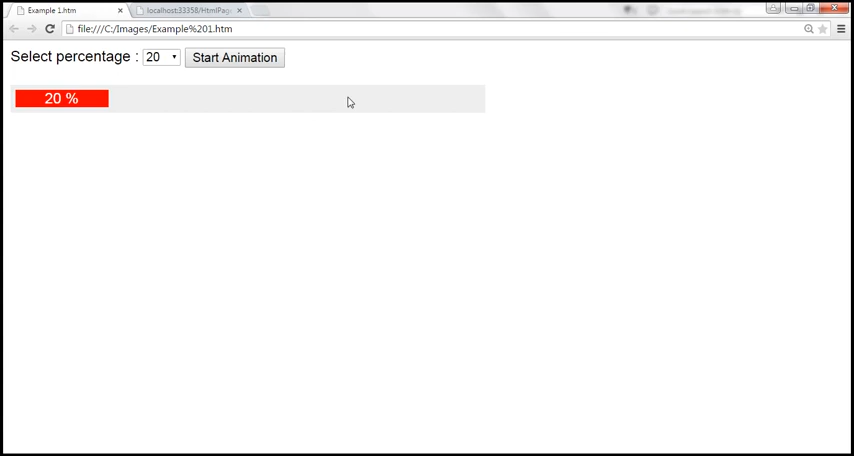 Example 1.htm
localhost:33358/HtmlPag
file:///C:/Images/Example%201.htm
Select percentage : 20 Start Animation
20 %